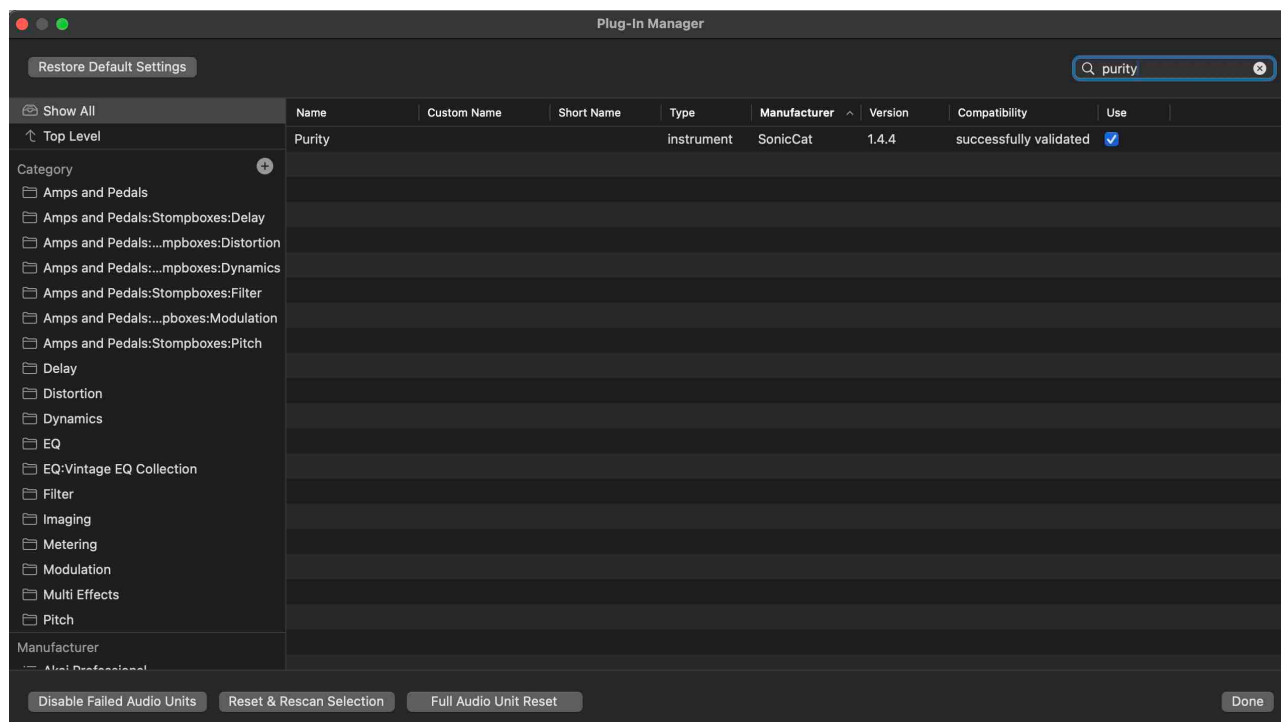 Plug-In Manager
Restore Default Settings
purity
Show All
Top Level
Category
Amps and Pedals
Amps and Pedals:Stompboxes:Delay
Amps and Pedals:...mpboxes:Distortion
Amps and Pedals:...mpboxes:Dynamics
Amps and Pedals:Stompboxes:Filter
Amps and Pedals:...pboxes:Modulation
Amps and Pedals:Stompboxes:Pitch
Delay
Distortion
Dynamics
EQ
EQ:Vintage EQ Collection
Filter
Imaging
Metering
Modulation
Multi Effects
Pitch
Manufacturer
Akai Professional
Name Custom Name Short Name Type Manufacturer Version Compatibility Use
Purity instrument SonicCat 1.4.4 successfully validated
Disable Failed Audio Units Reset & Rescan Selection Full Audio Unit Reset Done